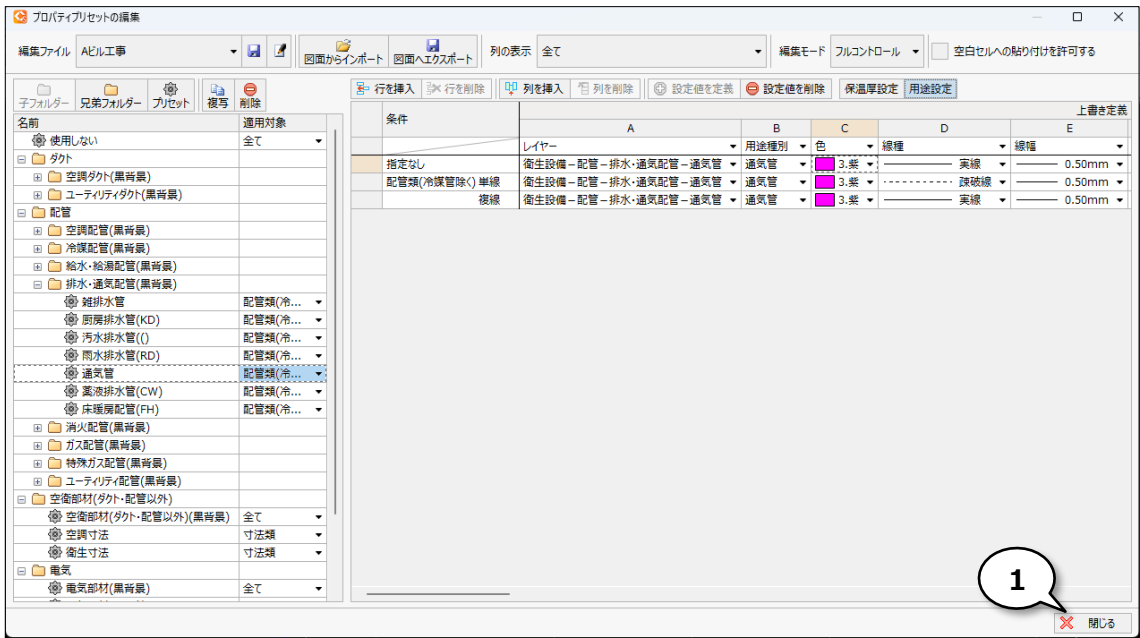 プロパティプリセットの編集
編集ファイル Aビル工事 図面からインポート 図面へエクスポート 列の表示 全て 編集モード フルコントロール 空白セルへの貼り付けを許可する
子フォルダー 兄弟フォルダー プリセット 複写 削除
行を挿入 行を削除 列を挿入 列を削除 設定値を定義 設定値を削除 保温厚設定 用途設定
名前 適用対象
使用しない 全て
ダクト
空調ダクト(黒背景)
ユーティリティダクト(黒背景)
配管
空調配管(黒背景)
冷媒配管(黒背景)
給水・給湯配管(黒背景)
排水・通気配管(黒背景)
雑排水管 配管類(冷...
厨房排水管(KD) 配管類(冷...
汚水排水管(() 配管類(冷...
雨水排水管(RD) 配管類(冷...
通気管 配管類(冷...
薬液排水管(CW) 配管類(冷...
床暖房配管(FH) 配管類(冷...
消火配管(黒背景)
ガス配管(黒背景)
特殊ガス配管(黒背景)
ユーティリティ配管(黒背景)
空衛部材(ダクト・配管以外)
空衛部材(ダクト・配管以外)(黒背景) 全て
空調寸法 寸法類
衛生寸法 寸法類
電気
電気部材(黒背景) 全て
条件 上書き定義
A B C D E
レイヤー 用途種別 色 線種 線幅
指定なし 衛生設備-配管-排水・通気配管-通気管 通気管 3.紫 実線 0.50mm
配管類(冷媒管除く) 単線 衛生設備-配管-排水・通気配管-通気管 通気管 3.紫 疎破線 0.50mm
複線 衛生設備-配管-排水・通気配管-通気管 通気管 3.紫 実線 0.50mm
1
閉じる